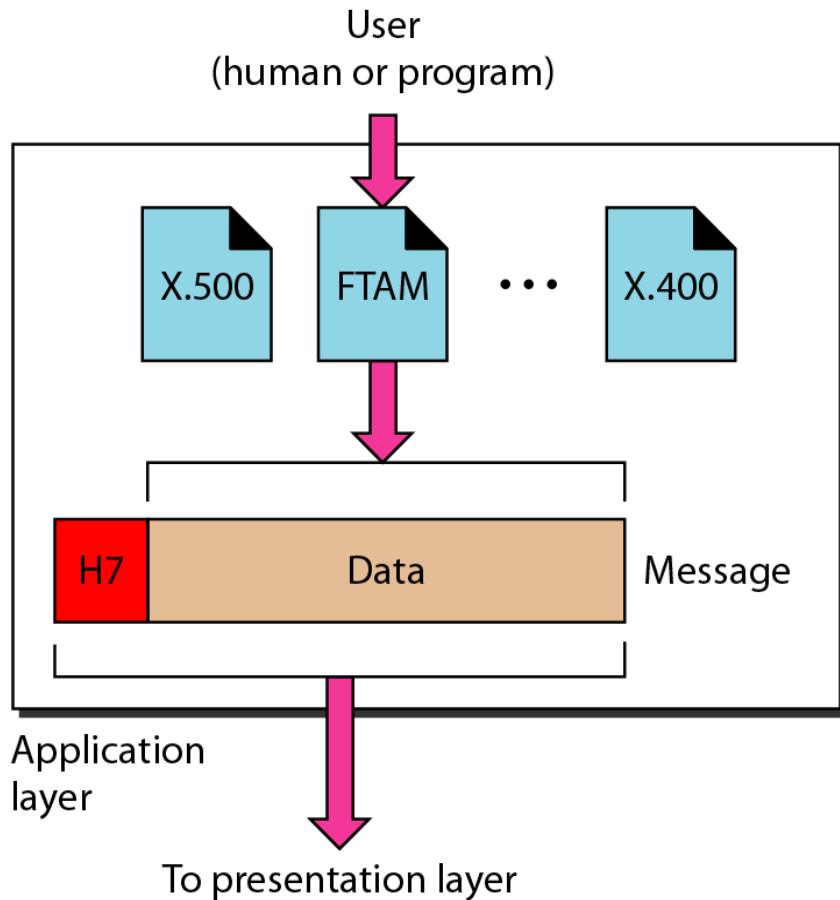 User
(human or program)
X.500 FTAM ... X.400
H7 Data Message
Application
layer
To presentation layer